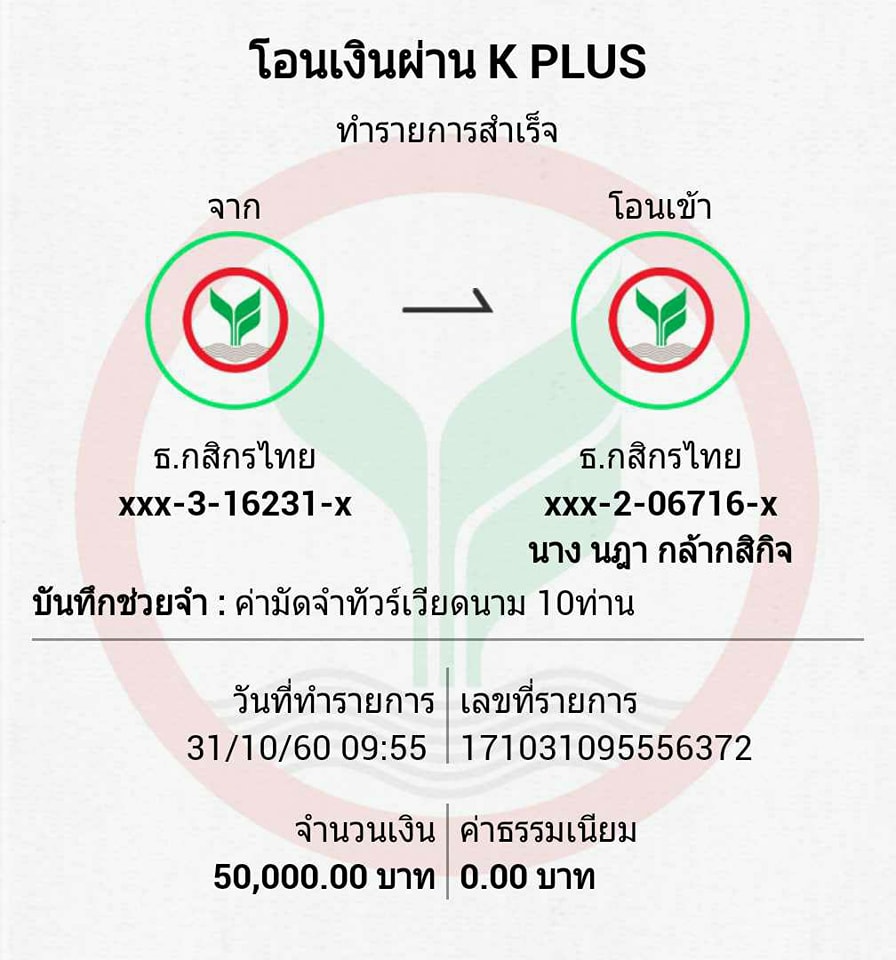 โอนเงินผ่าน K PLUS
ทำรายการสำเร็จ
จาก โอนเข้า
ธ.กสิกรไทย ธ.กสิกรไทย
xxx-3-16231-x xxx-2-06716-x
นาง นฎา กล้ากสิกิจ
บันทึกช่วยจำ : ค่ามัดจำทัวร์เวียดนาม 10ท่าน
วันที่ทำรายการ เลขที่รายการ
31/10/60 09:55 171031095556372
จำนวนเงิน ค่าธรรมเนียม
50,000.00 บาท 0.00 บาท